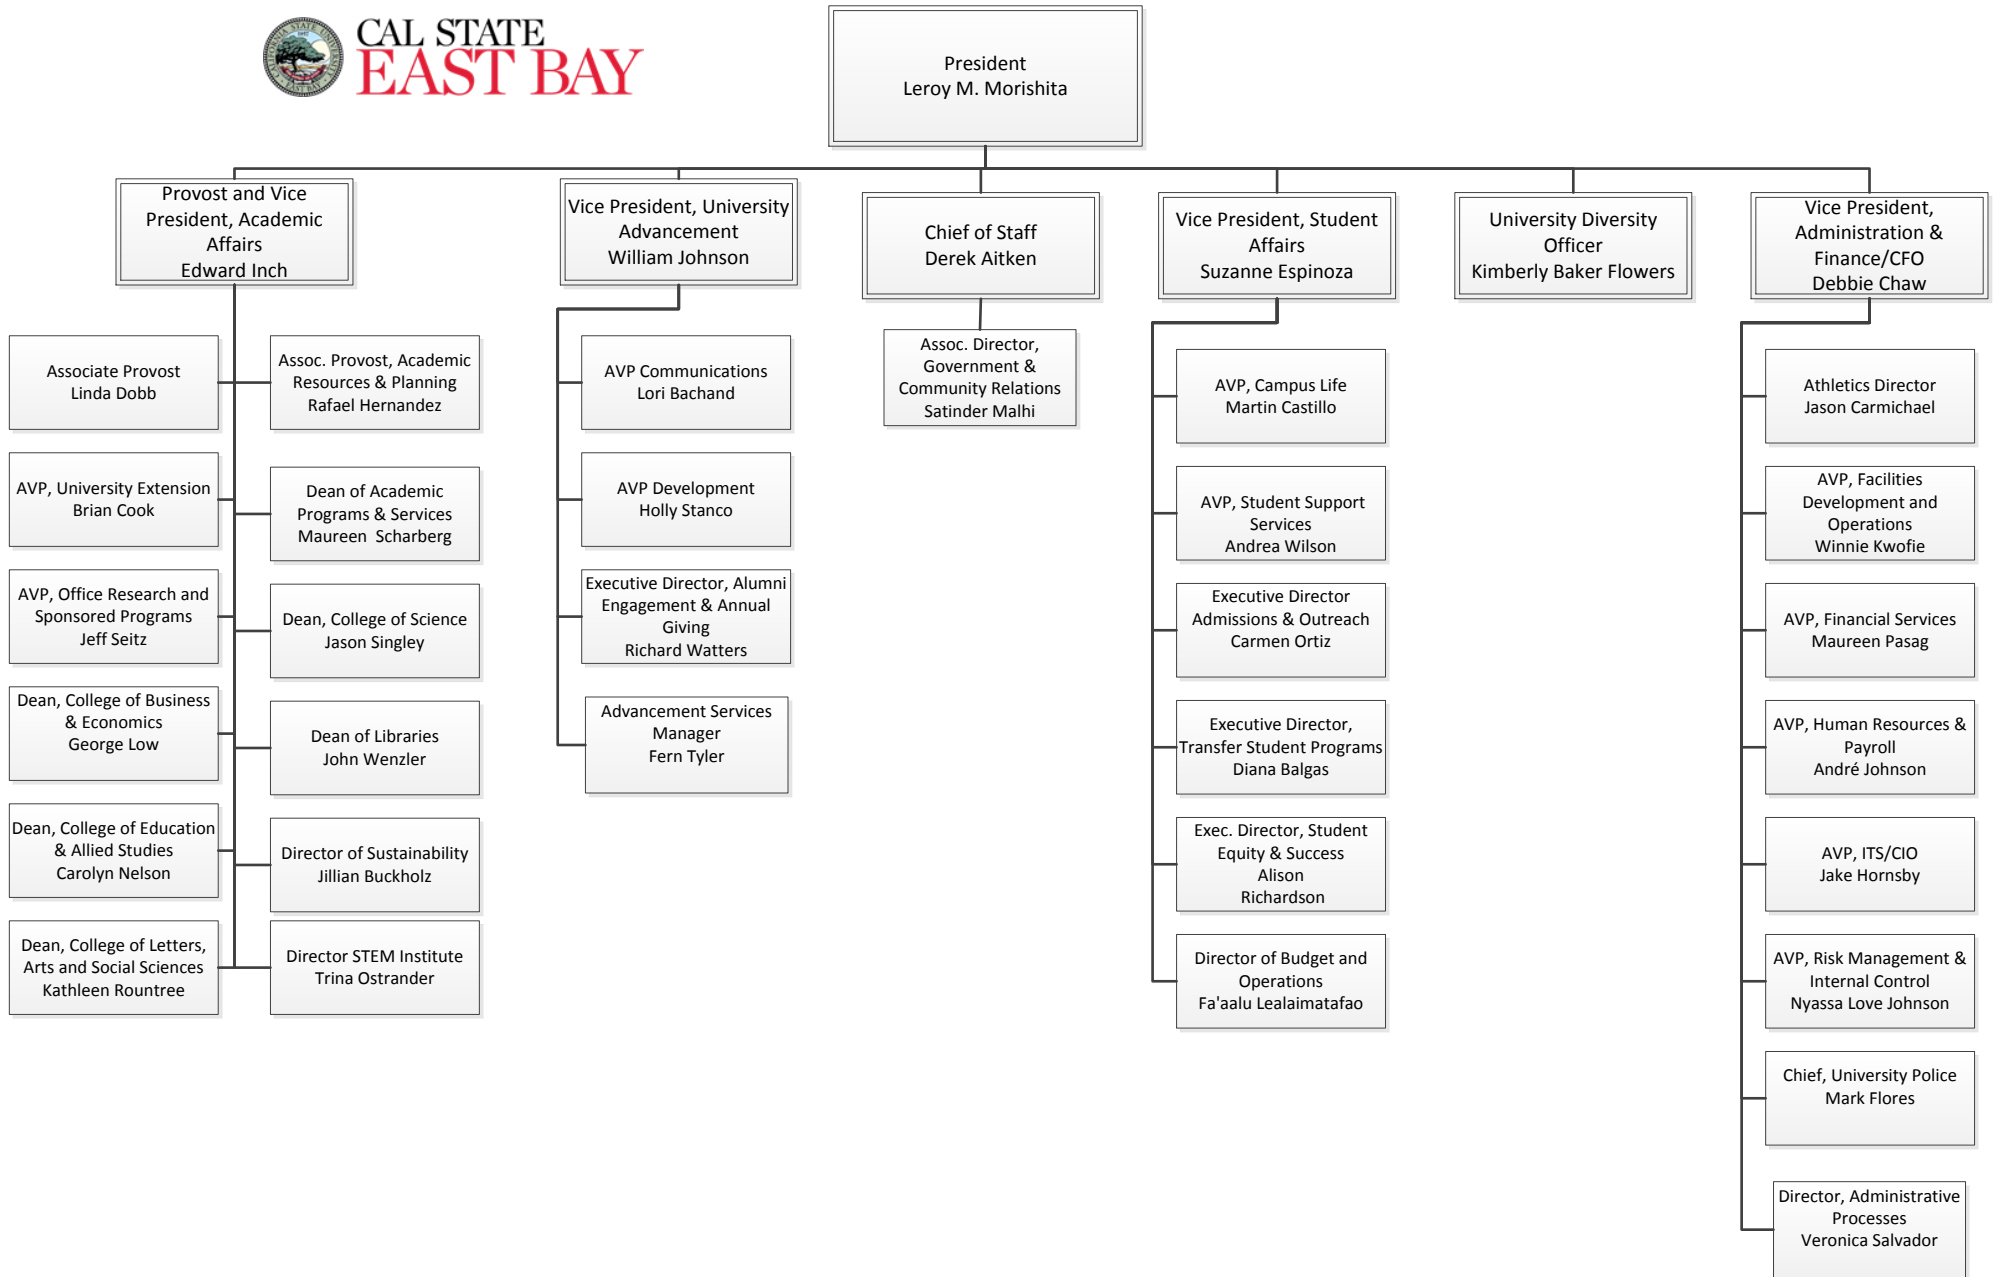 CAL STATE
EAST BAY
President
Leroy M. Morishita
Provost and Vice
President, Academic
Affairs
Edward Inch
Vice President, University
Advancement
William Johnson
Chief of Staff
Derek Aitken
Vice President, Student
Affairs
Suzanne Espinoza
University Diversity
Officer
Kimberly Baker Flowers
Vice President,
Administration &
Finance/CFO
Debbie Chaw
Associate Provost
Linda Dobb
AVP, University Extension
Brian Cook
AVP, Office Research and
Sponsored Programs
Jeff Seitz
Dean, College of Business
& Economics
George Low
Dean, College of Education
& Allied Studies
Carolyn Nelson
Dean, College of Letters,
Arts and Social Sciences
Kathleen Rountree
Assoc. Provost, Academic
Resources & Planning
Rafael Hernandez
Dean of Academic
Programs & Services
Maureen  Scharberg
Dean, College of Science
Jason Singley
Dean of Libraries
John Wenzler
Director of Sustainability
Jillian Buckholz
Director STEM Institute
Trina Ostrander
AVP Communications
Lori Bachand
AVP Development
Holly Stanco
Executive Director, Alumni
Engagement & Annual
Giving
Richard Watters
Advancement Services
Manager
Fern Tyler
Assoc. Director,
Government &
Community Relations
Satinder Malhi
AVP, Campus Life
Martin Castillo
AVP, Student Support
Services
Andrea Wilson
Executive Director
Admissions & Outreach
Carmen Ortiz
Executive Director,
Transfer Student Programs
Diana Balgas
Exec. Director, Student
Equity & Success
Alison
Richardson
Director of Budget and
Operations
Fa'aalu Lealaimatafao
Athletics Director
Jason Carmichael
AVP, Facilities
Development and
Operations
Winnie Kwofie
AVP, Financial Services
Maureen Pasag
AVP, Human Resources &
Payroll
André Johnson
AVP, ITS/CIO
Jake Hornsby
AVP, Risk Management &
Internal Control
Nyassa Love Johnson
Chief, University Police
Mark Flores
Director, Administrative
Processes
Veronica Salvador